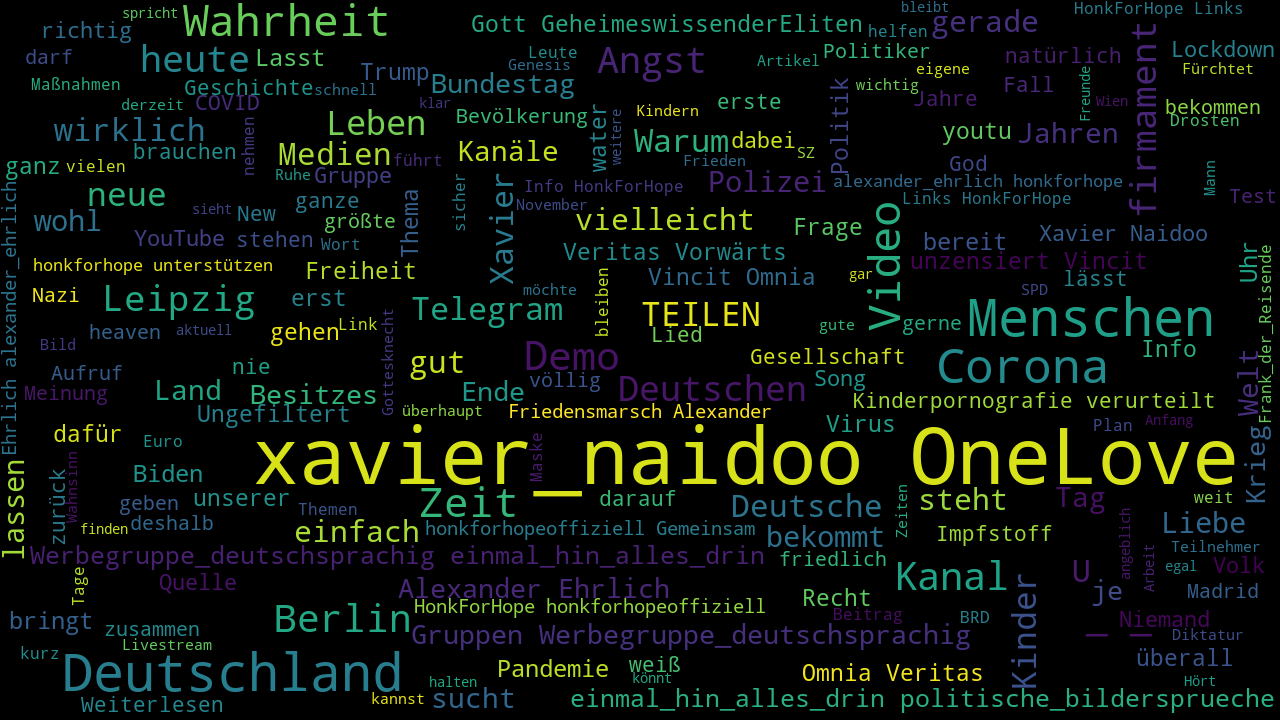 spricht
Wahrheit
Gott GeheimeswissenderEliten
bleibt
HonkForHope Links
richtig
helfen
gerade
darf
heute
Lasst
Leute
Genesis
Angst
Artikel
Politiker
natürlich
firmament
Lockdown
Maßnahmen
Geschichte
schnell
Trump
Bundestag
eigene
Fürchtet
derzeit
COVID
klar
Bevölkerung
Kindern
erste
Politik
wichtig
Jahre
Fall
Freunde
Wien
bekommen
Drosten
wirklich
nehmen
Leben
Water
weitere
Warum
dabei
SZ
youtu
Jahren
brauchen
Medien
führt
Kanäle
Frieden
God
ganz
vielen
Ruhe
Gruppe
Info HonkForHope
Polizei
alexander_ehrlich honkforhope
Mann
Test
Ehrlich alexander_ehrlich
neue
sieht
New
ganze
größte
Thema
sicher
Xavier
November
Links HonkForHope
wohl
YouTube
stehen
Wort
vielleicht
Frage
Video
bereit
Xavier Naidoo
honkforhope unterstützen
Freiheit
Veritas Vorwärts
unzensiert Vincit
Uhr
Frank_der_Reisende
Nazi
Leipzig
erst
möchte
bleiben
Vincit Omnia
gar
SPD
lässt
heaven
aktuell
gehen
Link
Gottesknecht
Telegram
TEILEN
Lied
gute
gerne
Menschen
Bild
Aufruf
nie
gut
Demo
Gesellschaft
Corona
Info
Welt
Meinung
Land
Besitzes
Ende
völlig
Deutschen
Song
Kinderpornografie verurteilt
Ungefiltert
überhaupt
Friedensmarsch Alexander
Virus
Plan
Anfang
dafür
Euro
xavier_naidoo OneLove
Maske
Krieg
lassen
zurück
Wahnsinn
Biden
geben
unserer
Zeit
darauf
Deutsche
Zeiten
steht
Tag
weit
finden
deshalb
Themen
einfach
honkforhopeoffiziell Gemeinsam
bekommt
Impfstoff
angeblich
Liebe
Werbegruppe_deutschsprachig einmal_hin_alles_drin
friedlich
Arbeit
Teilnehmer
egal
Volk
Tage
Quelle
Alexander Ehrlich
Kanal
Kinder
U
je
Madrid
bringt
zusammen
Livestream
Berlin
HonkForHope honkforhopeoffiziell
Recht
Beitrag
BRD
Niemand
__
Diktatur
Gruppen Werbegruppe_deutschsprachig
kurz
Deutschland
Pandemie
weiß
könnt
Omnia Veritas
überall
Hört
Weiterlesen
halten
kannst
sucht
einmal_hin_alles_drin politische_bildersprueche